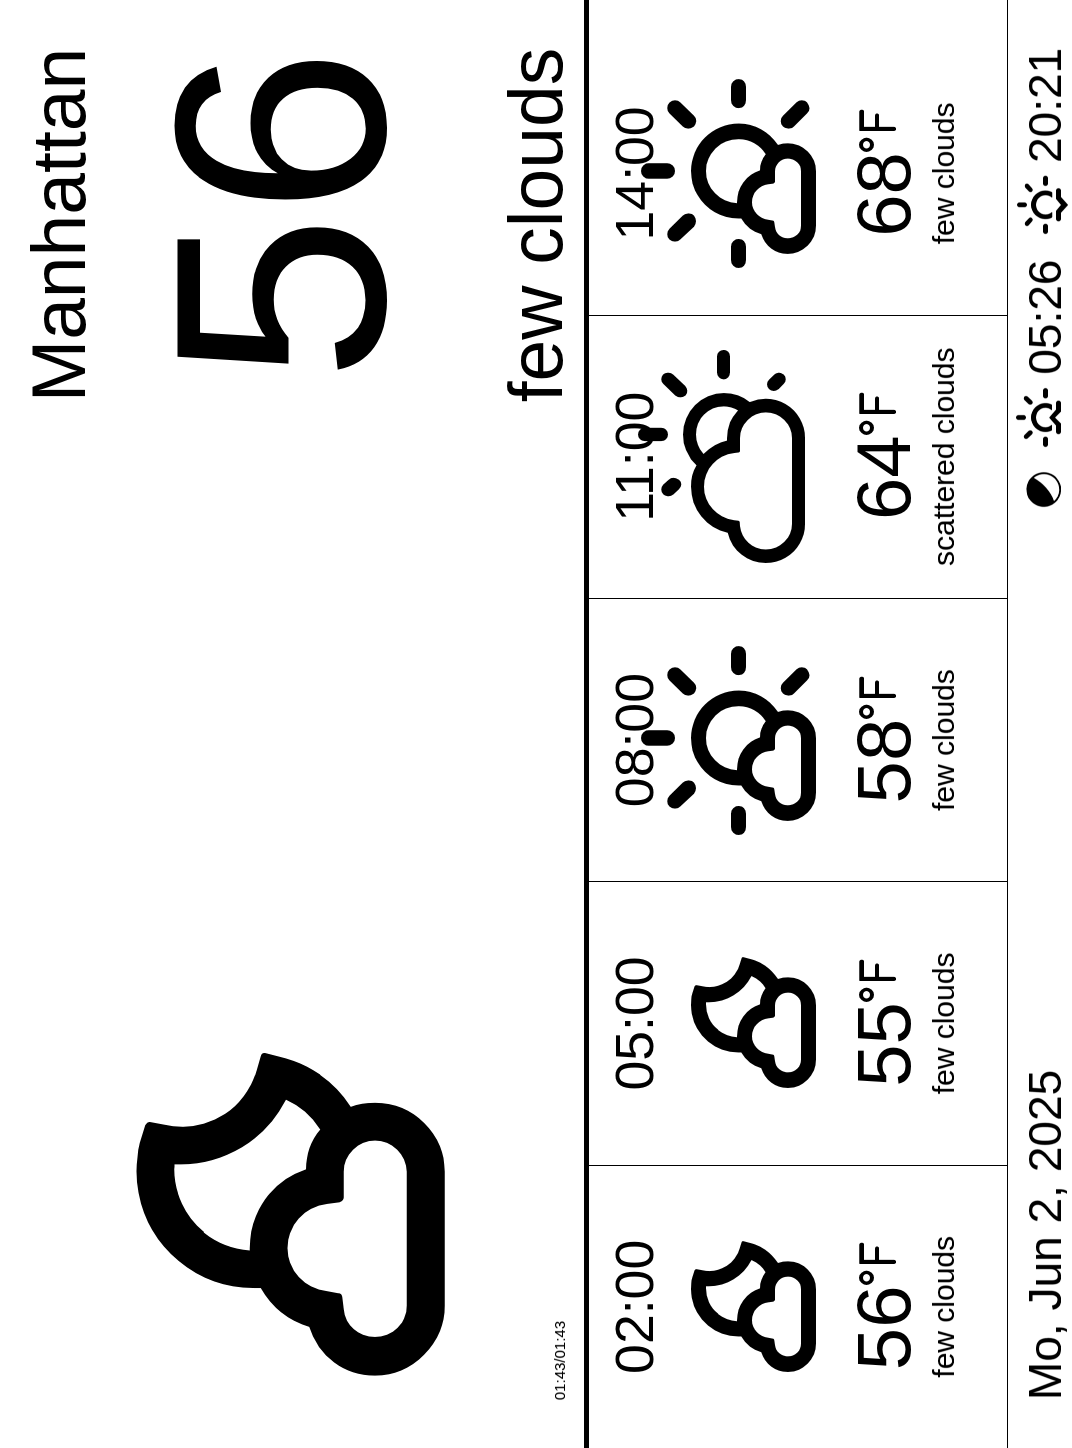 Manhattan
56
few clouds
01:43/01:43
02:00
56°F
few clouds
05:00
55°F
few clouds
08:00
58°F
few clouds
11:00
64°F
scattered clouds
14:00
68°F
few clouds
Mo, Jun 2, 2025
05:26
20:21